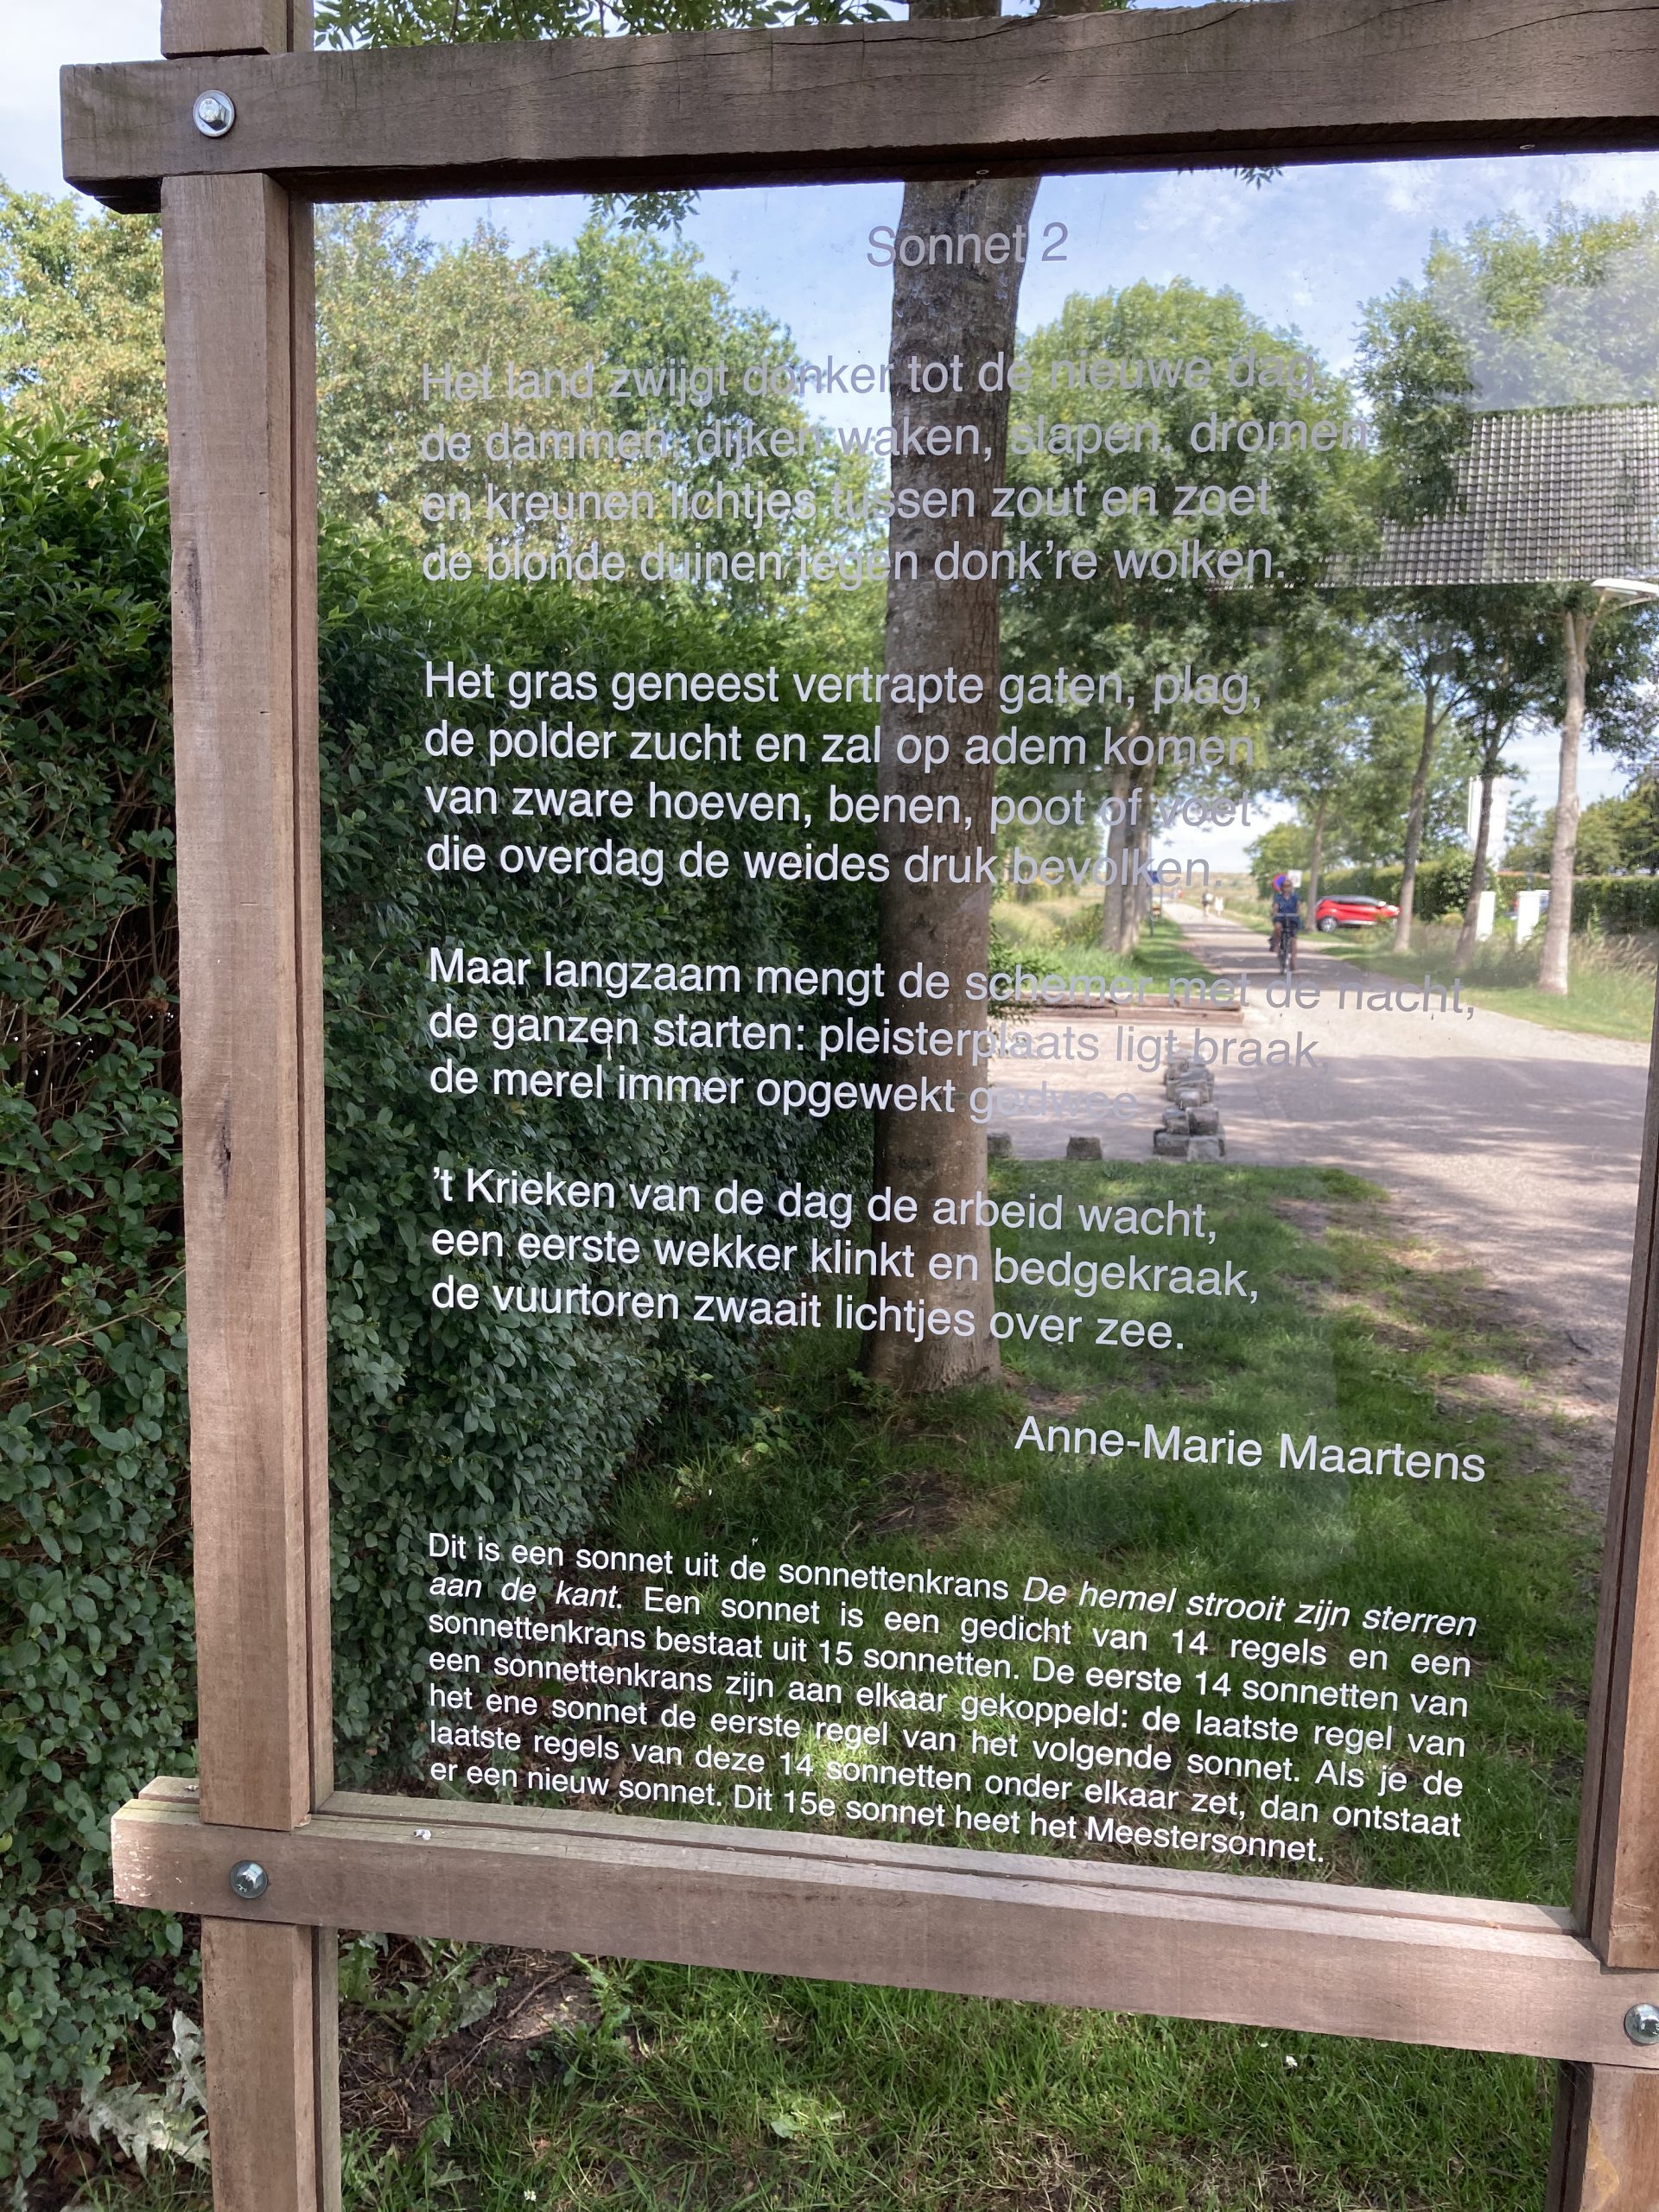 Sonnet 2
Het land zwijgt donker tot de nieuwe dag,
de dammen, dijken waken, slapen, dromen
en kreunen lichtjes tussen zout en zoet
de blonde duinen tegen donk’re wolken.
Het gras geneest vertrapte gaten, plag,
de polder zucht en zal op adem komen
van zware hoeven, benen, poot of voet
die overdag de weides druk bevolken.
Maar langzaam mengt de schemer met de nacht,
de ganzen starten: pleisterplaats ligt braak,
de merel immer opgewekt gedwee
’t Krieken van de dag de arbeid wacht,
een eerste wekker klinkt en bedgekraak,
de vuurtoren zwaait lichtjes over zee.
Anne-Marie Maartens
Dit is een sonnet uit de sonnettenkrans De hemel strooit zijn sterren
aan de kant. Een sonnet is een gedicht van 14 regels en een
sonnettenkrans bestaat uit 15 sonnetten. De eerste 14 sonnetten van
een sonnettenkrans zijn aan elkaar gekoppeld: de laatste regel van
het ene sonnet de eerste regel van het volgende sonnet. Als je de
laatste regels van deze 14 sonnetten onder elkaar zet, dan ontstaat
er een nieuw sonnet. Dit 15e sonnet heet het Meestersonnet.